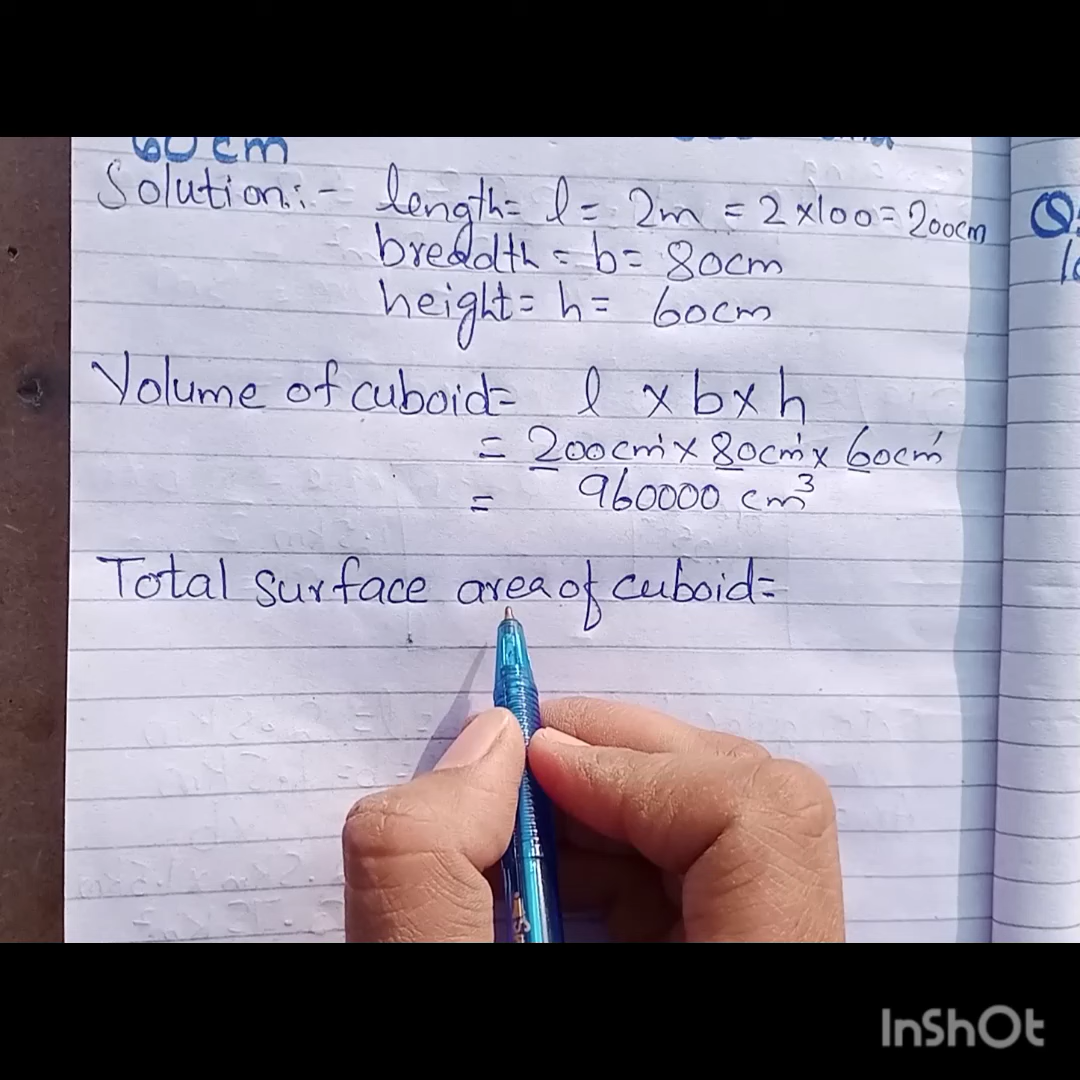 60 cm
Solution:- length= l = 2m = 2 x100 = 200cm
breadth = b= 80cm
height= h= 60cm
Volume of cuboid= l x b x h
= 200cm x 80cm x 60cm
= 960000 cm³
Total surface area of cuboid=
InShOt